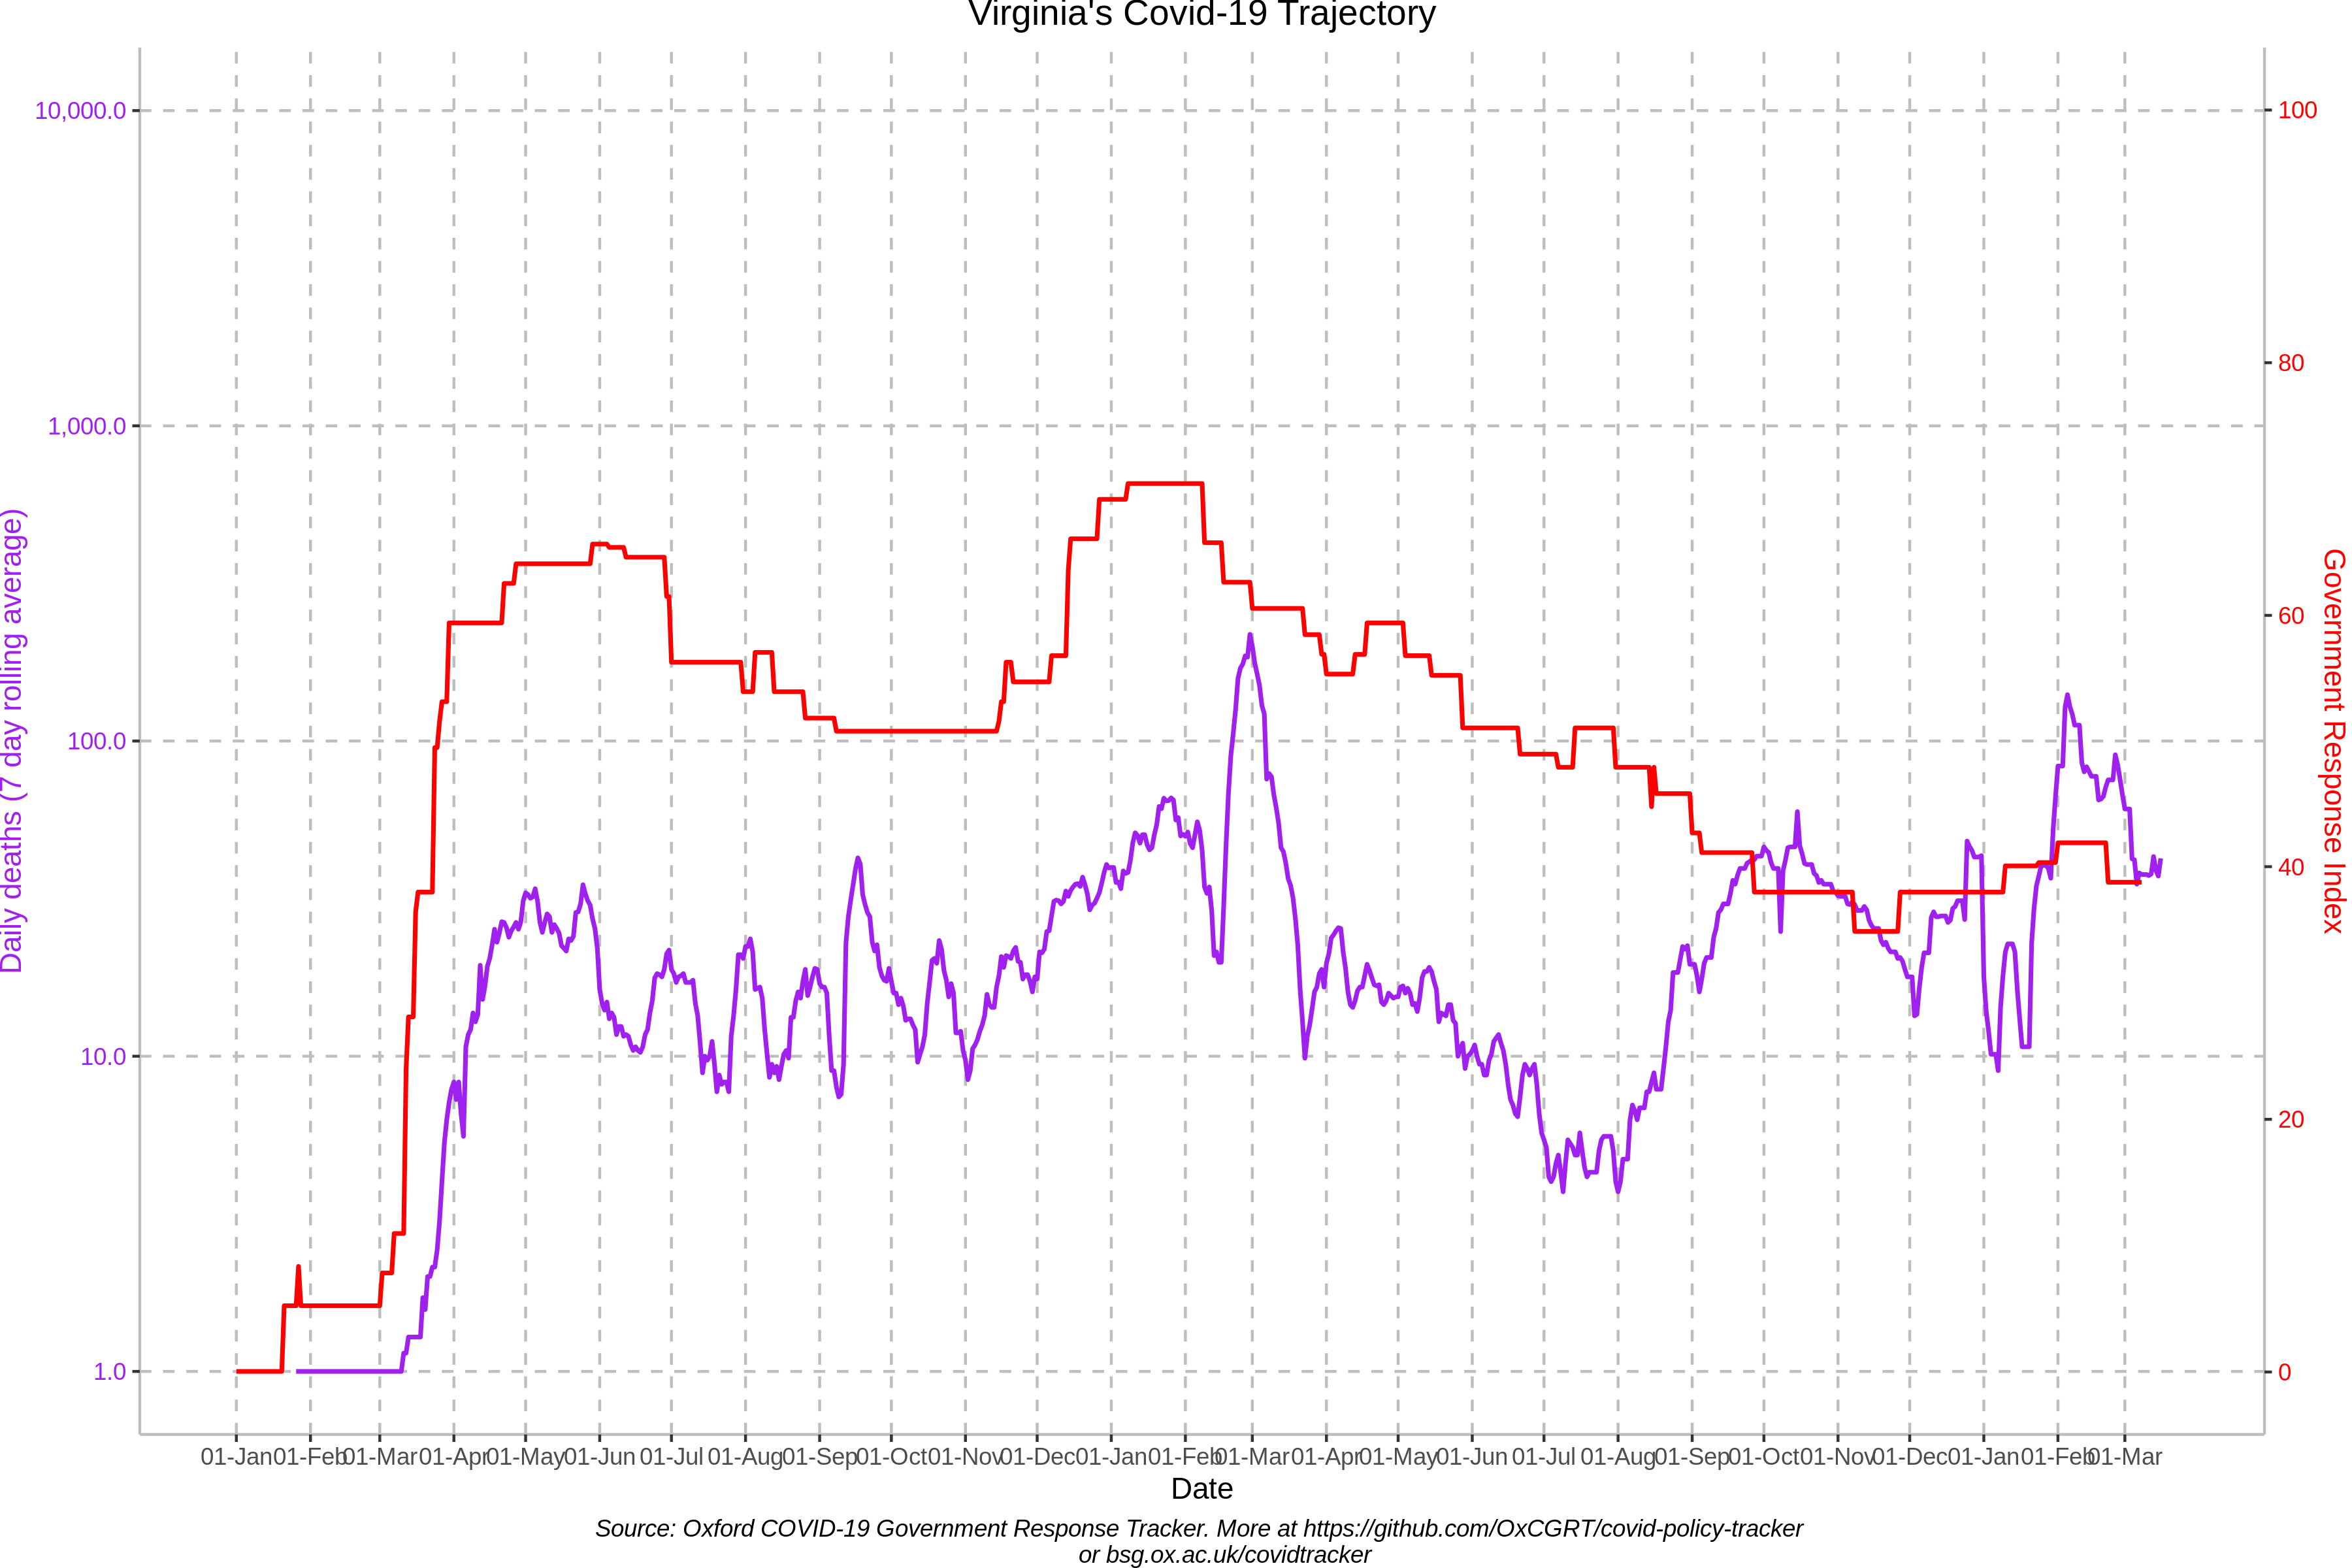 Virginia's Covid-19 Trajectory
Daily deaths (7 day rolling average)
10,000.0
1,000.0
100.0
10.0
1.0
100
80
60
40
20
0
Government Response Index
01-Jan 01-Feb 01-Mar 01-Apr 01-May 01-Jun 01-Jul 01-Aug 01-Sep 01-Oct 01-Nov 01-Dec 01-Jan 01-Feb 01-Mar 01-Apr 01-May 01-Jun 01-Jul 01-Aug 01-Sep 01-Oct 01-Nov 01-Dec 01-Jan 01-Feb 01-Mar
Date
Source: Oxford COVID-19 Government Response Tracker. More at https://github.com/OxCGRT/covid-policy-tracker
or bsg.ox.ac.uk/covidtracker